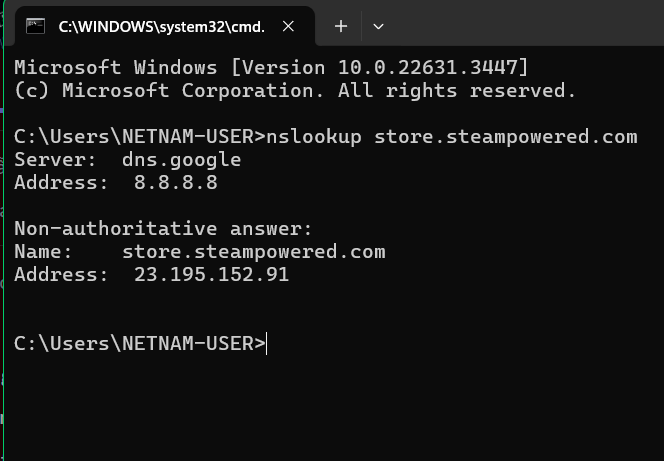 C:\WINDOWS\system32\cmd.
Microsoft Windows [Version 10.0.22631.3447]
(c) Microsoft Corporation. All rights reserved.
C:\Users\NETNAM-USER>nslookup store.steampowered.com
Server:  dns.google
Address:  8.8.8.8
Non-authoritative answer:
Name:    store.steampowered.com
Address:  23.195.152.91
C:\Users\NETNAM-USER>